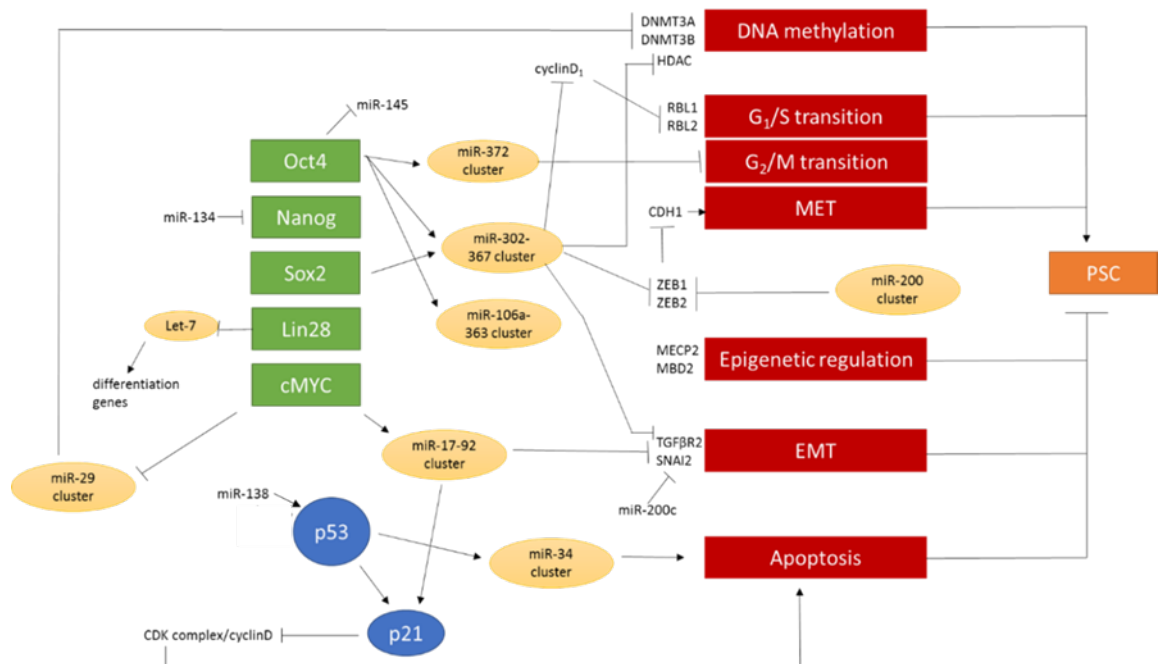 DNMT3A
DNMT3B
DNA methylation
HDAC
cyclinD₁
miR-145
RBL1
RBL2
G₁/S transition
Oct4
miR-372
cluster
G₂/M transition
miR-134
Nanog
CDH1
MET
miR-302-
367 cluster
Sox2
ZEB1
ZEB2
miR-200
cluster
PSC
miR-106a-
363 cluster
Let-7
Lin28
differentiation
genes
MECP2
MBD2
Epigenetic regulation
cMYC
miR-17-92
cluster
TGFβR2
SNAI2
EMT
miR-29
cluster
miR-138
miR-200c
p53
miR-34
cluster
Apoptosis
CDK complex/cyclinD
p21